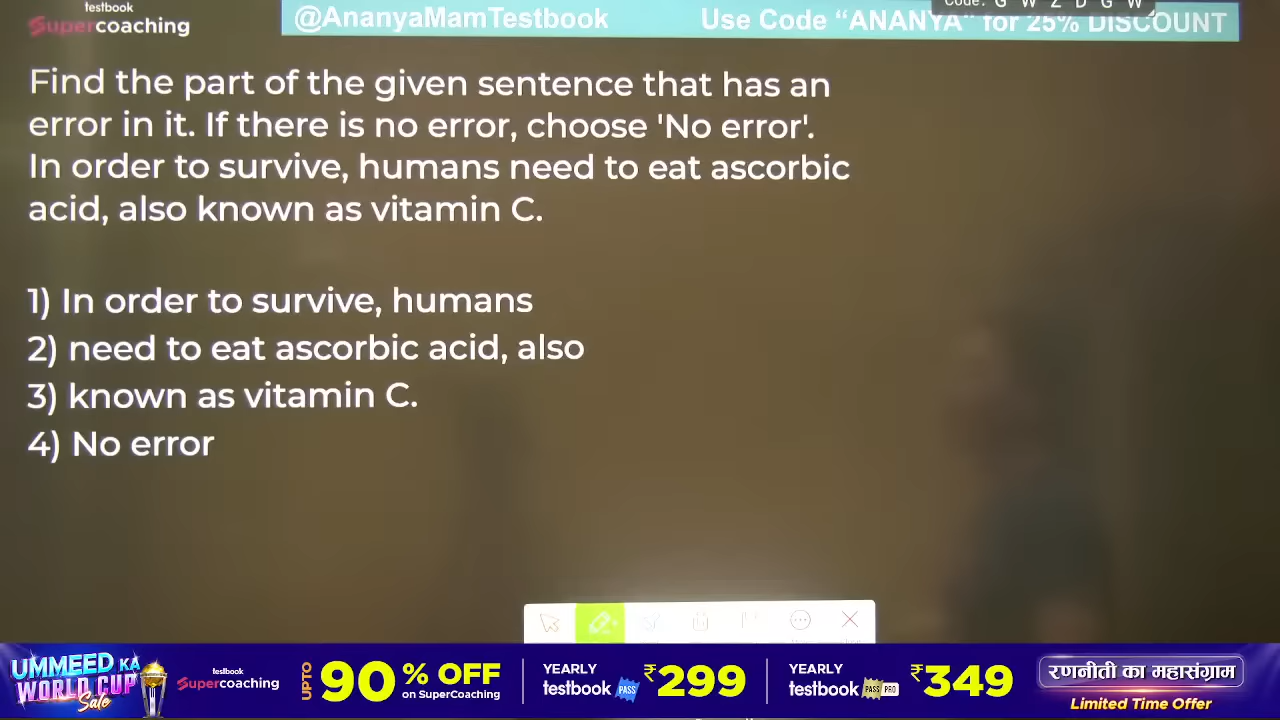 testbook
Supercoaching
@AnanyaMamTestbook
Use Code “ANANYA” for 25% DISCOUNT
Code: G W Z D G W
Find the part of the given sentence that has an
error in it. If there is no error, choose 'No error'.
In order to survive, humans need to eat ascorbic
acid, also known as vitamin C.
1) In order to survive, humans
2) need to eat ascorbic acid, also
3) known as vitamin C.
4) No error
UMMEED KA
WORLD CUP
Sale
testbook
Supercoaching
UPTO
90% OFF
on SuperCoaching
YEARLY
testbook PASS
₹299
YEARLY
testbook PASS PRO
₹349
रणनीती का महासंग्राम
Limited Time Offer